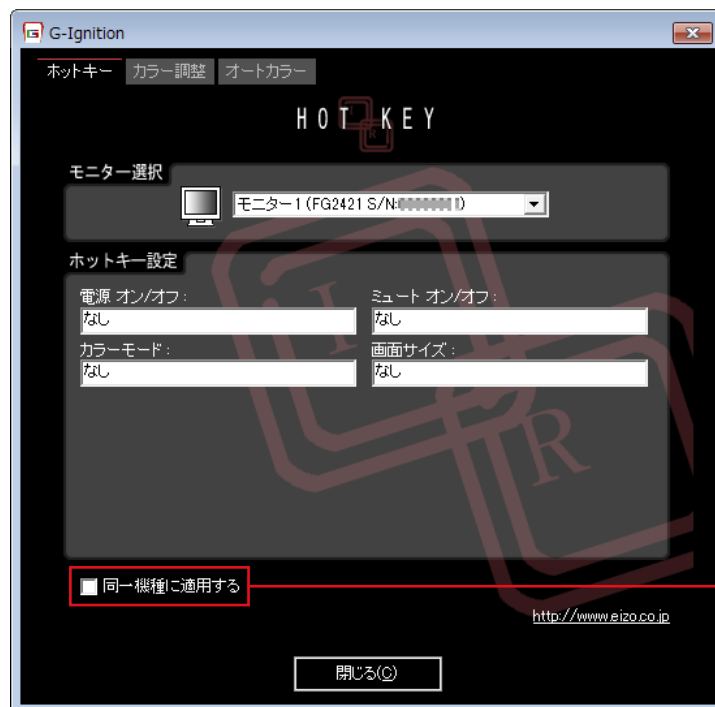 G-Ignition
ホットキー カラー調整 オートカラー
HOT KEY
モニター選択
モニター1 (FG2421 S/N:
ホットキー設定
電源 オン/オフ: ミュート オン/オフ:
なし なし
カラーモード: 画面サイズ:
なし なし
同一機種に適用する
http://www.eizo.co.jp
閉じる(C)